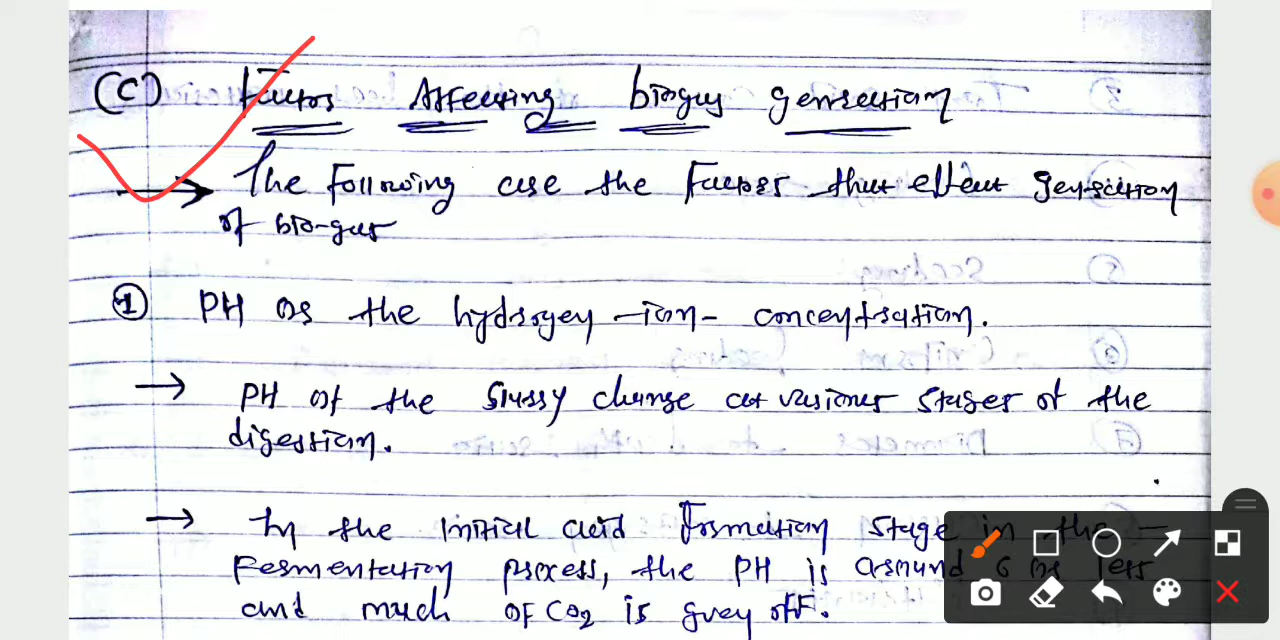 (C) Factors Affecting biogas generation
→ The following are the Factors that effect generation
of bio-gas
① PH or the hydrogen -ion- concentration.
→ PH of the slurry change at various stages of the
digestion.
→ In the initial acid formation stage in the
Fermentation process, the PH is around 6 or less
and much OF CO2 is given off.